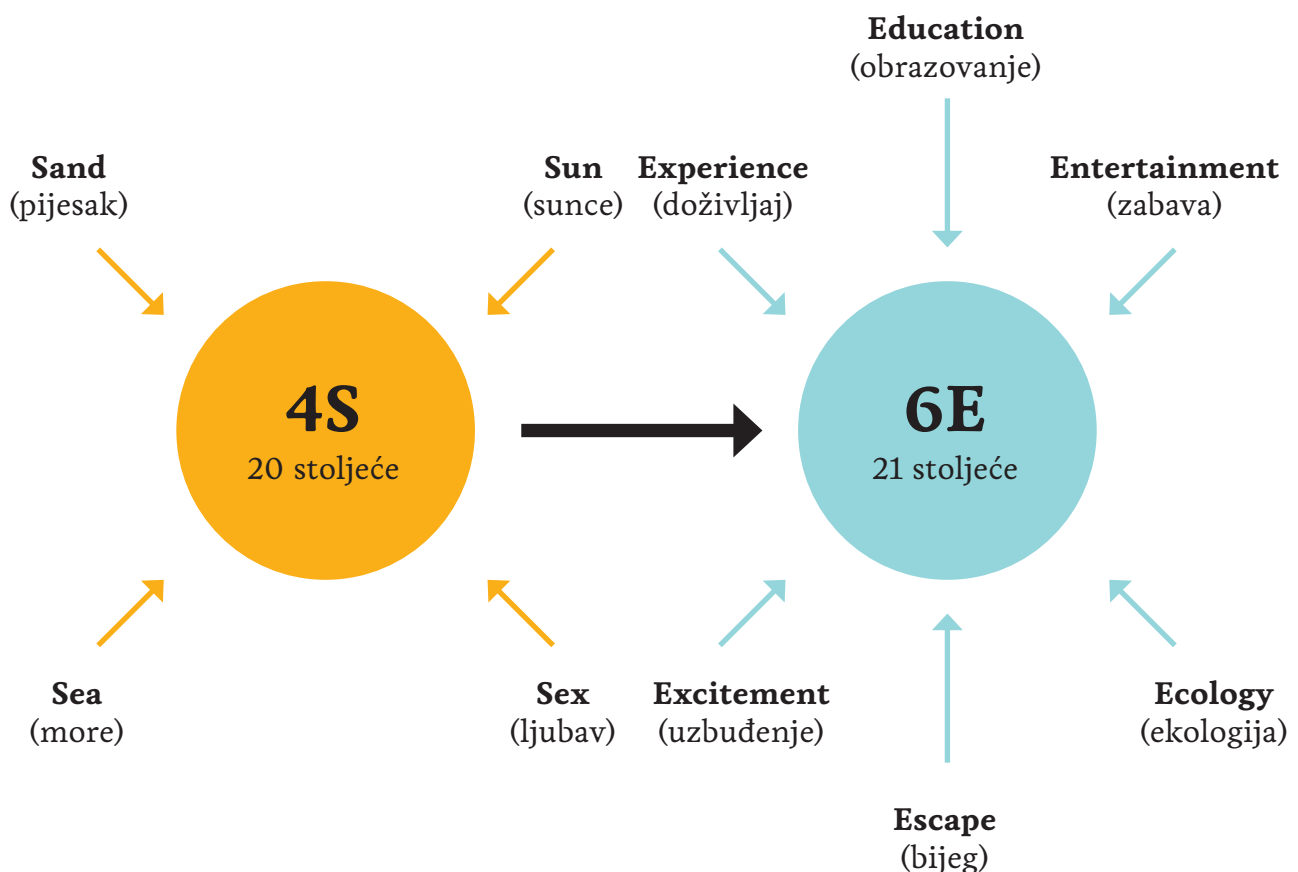 Education
(obrazovanje)
Sand
(pijesak)
Sun
(sunce)
Experience
(doživljaj)
Entertainment
(zabava)
4S
20 stoljeće
6E
21 stoljeće
Sea
(more)
Sex
(ljubav)
Excitement
(uzbuđenje)
Ecology
(ekologija)
Escape
(bijeg)